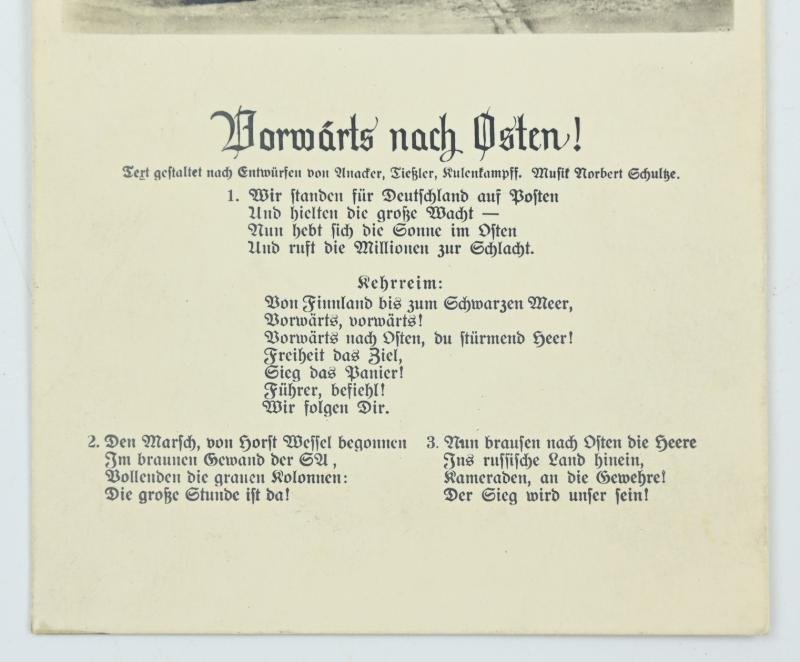 Vorwärts nach Osten!
Text gestaltet nach Entwürfen von Anacker, Tießler, Kulenkampff. Musik Norbert Schultze.
1. Wir standen für Deutschland auf Posten
Und hielten die große Wacht —
Nun hebt sich die Sonne im Osten
Und ruft die Millionen zur Schlacht.
Kehrreim:
Von Finnland bis zum Schwarzen Meer,
Vorwärts, vorwärts!
Vorwärts nach Osten, du stürmend Heer!
Freiheit das Ziel,
Sieg das Panier!
Führer, befiehl!
Wir folgen Dir.
2. Den Marsch, von Horst Wessel begonnen
Im braunen Gewand der SA,
Vollenden die grauen Kolonnen:
Die große Stunde ist da!
3. Nun brausen nach Osten die Heere
Ins russische Land hinein,
Kameraden, an die Gewehre!
Der Sieg wird unser sein!